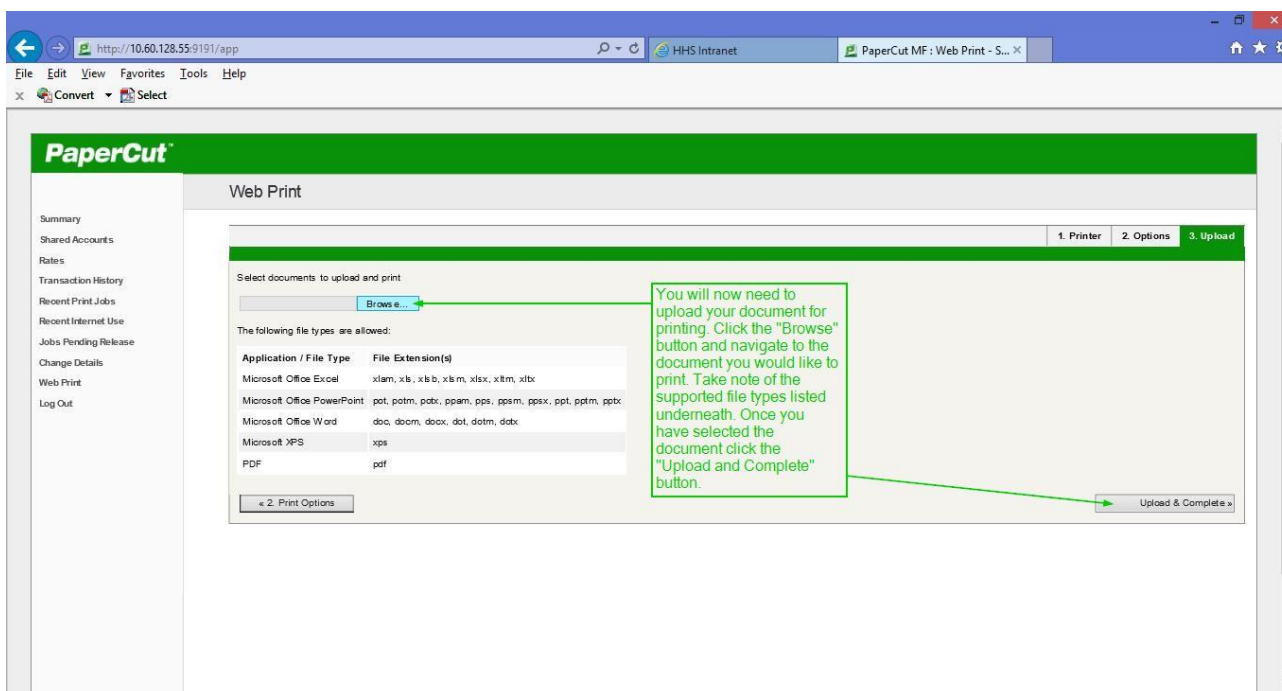 http://10.60.128.55:9191/app
HHS Intranet
PaperCut MF : Web Print - S...
File Edit View Favorites Tools Help
x Convert Select
PaperCut™
Web Print
Summary
Shared Accounts
Rates
Transaction History
Recent Print Jobs
Recent Internet Use
Jobs Pending Release
Change Details
Web Print
Log Out
1. Printer 2. Options 3. Upload
Select documents to upload and print
Browse...
The following file types are allowed:
Application / File Type File Extension(s)
Microsoft Office Excel xlam, xls, xlsb, xlsm, xlsx, xltm, xltx
Microsoft Office PowerPoint pot, potm, potx, ppam, pps, ppsm, ppsx, ppt, pptm, pptx
Microsoft Office Word doc, docm, docx, dot, dotm, dotx
Microsoft XPS xps
PDF pdf
You will now need to
upload your document for
printing. Click the "Browse"
button and navigate to the
document you would like to
print. Take note of the
supported file types listed
underneath. Once you
have selected the
document click the
"Upload and Complete"
button.
« 2. Print Options
Upload & Complete »